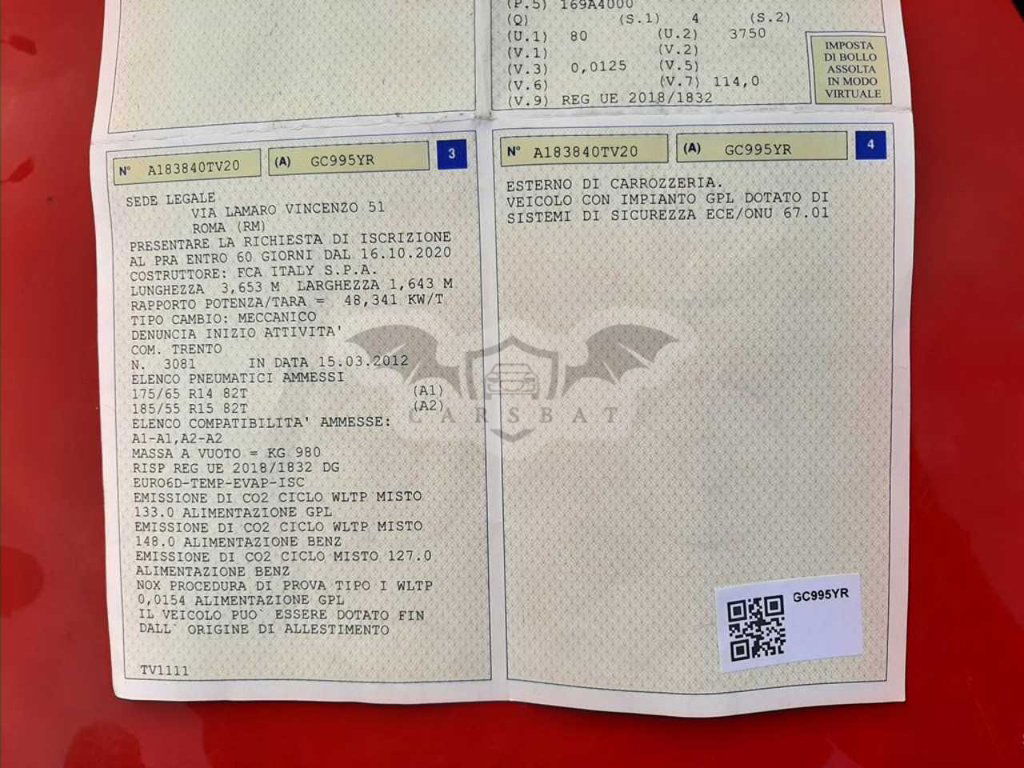 (P.5) 169A4000
(Q) (S.1) 4 (S.2)
(U.1) 80 (U.2) 3750
(V.1) (V.2)
(V.3) 0,0125 (V.5)
(V.6) (V.7) 114,0
(V.9) REG UE 2018/1832
IMPOSTA
DI BOLLO
ASSOLTA
IN MODO
VIRTUALE
N° A183840TV20 (A) GC995YR 3
SEDE LEGALE
VIA LAMARO VINCENZO 51
ROMA (RM)
PRESENTARE LA RICHIESTA DI ISCRIZIONE
AL PRA ENTRO 60 GIORNI DAL 16.10.2020
COSTRUTTORE: FCA ITALY S.P.A.
LUNGHEZZA 3,653 M LARGHEZZA 1,643 M
RAPPORTO POTENZA/TARA = 48,341 KW/T
TIPO CAMBIO: MECCANICO
DENUNCIA INIZIO ATTIVITA'
COM. TRENTO
N. 3081 IN DATA 15.03.2012
ELENCO PNEUMATICI AMMESSI
175/65 R14 82T (A1)
185/55 R15 82T (A2)
ELENCO COMPATIBILITA' AMMESSE:
A1-A1,A2-A2
MASSA A VUOTO = KG 980
RISP REG UE 2018/1832 DG
EURO6D-TEMP-EVAP-ISC
EMISSIONE DI CO2 CICLO WLTP MISTO
133.0 ALIMENTAZIONE GPL
EMISSIONE DI CO2 CICLO WLTP MISTO
148.0 ALIMENTAZIONE BENZ
EMISSIONE DI CO2 CICLO MISTO 127.0
ALIMENTAZIONE BENZ
NOX PROCEDURA DI PROVA TIPO I WLTP
0,0154 ALIMENTAZIONE GPL
IL VEICOLO PUO` ESSERE DOTATO FIN
DALL` ORIGINE DI ALLESTIMENTO
TV1111
N° A183840TV20 (A) GC995YR 4
ESTERNO DI CARROZZERIA.
VEICOLO CON IMPIANTO GPL DOTATO DI
SISTEMI DI SICUREZZA ECE/ONU 67.01
CARSBAT
GC995YR